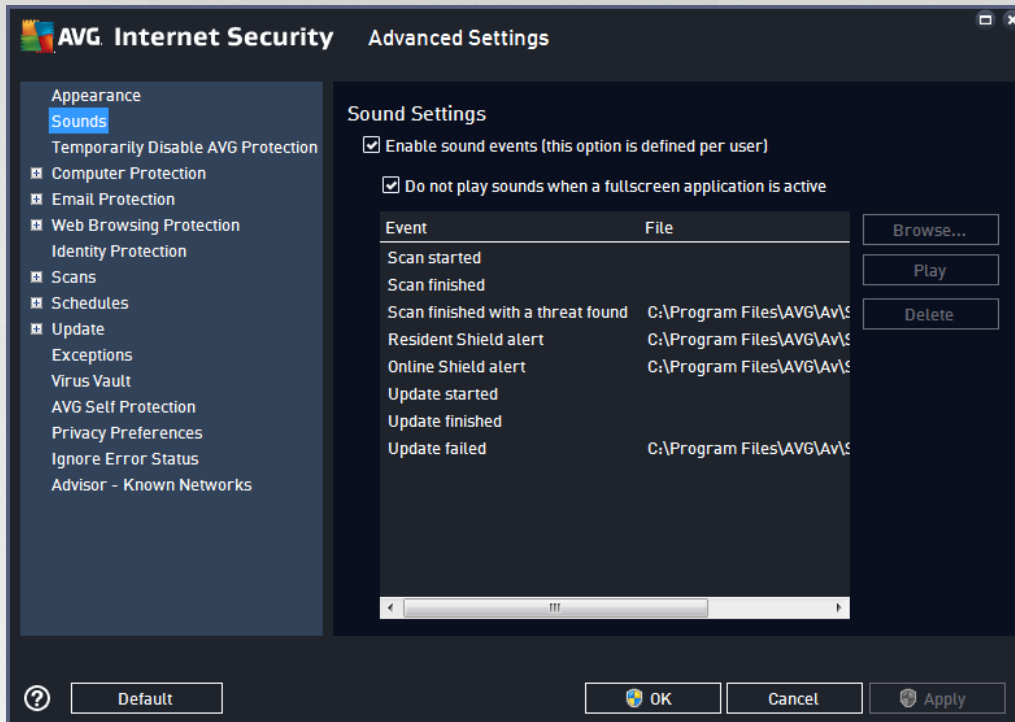 AVG. Internet Security Advanced Settings
Appearance
Sounds
Temporarily Disable AVG Protection
Computer Protection
Email Protection
Web Browsing Protection
Identity Protection
Scans
Schedules
Update
Exceptions
Virus Vault
AVG Self Protection
Privacy Preferences
Ignore Error Status
Advisor - Known Networks
Sound Settings
Enable sound events (this option is defined per user)
Do not play sounds when a fullscreen application is active
Event File
Scan started
Scan finished
Scan finished with a threat found C:\Program Files\AVG\Av\S
Resident Shield alert C:\Program Files\AVG\Av\S
Online Shield alert C:\Program Files\AVG\Av\S
Update started
Update finished
Update failed C:\Program Files\AVG\Av\S
Browse...
Play
Delete
? Default OK Cancel Apply